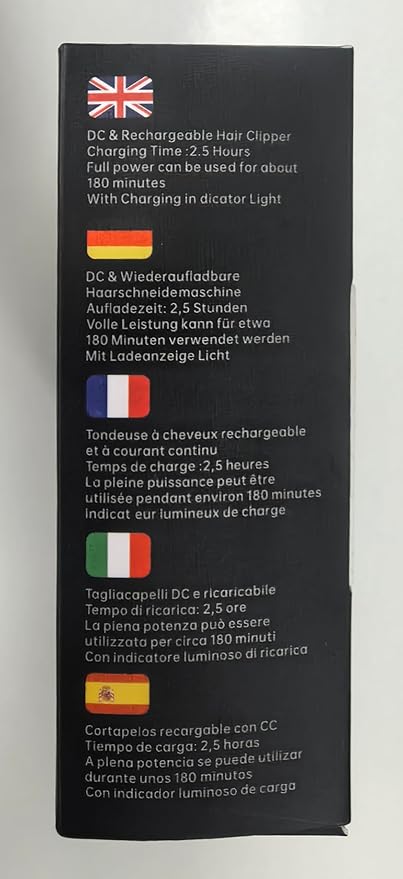 DC & Rechargeable Hair Clipper
Charging Time :2.5 Hours
Full power can be used for about
180 minutes
With Charging in dicator Light
DC & Wiederaufladbare
Haarschneidemaschine
Aufladezeit: 2,5 Stunden
Volle Leistung kann für etwa
180 Minuten verwendet werden
Mit Ladeanzeige Licht
Tondeuse à cheveux rechargeable
et à courant continu
Temps de charge :2,5 heures
La pleine puissance peut être
utilisée pendant environ 180 minutes
indicat eur lumineux de charge
Tagliacapelli DC e ricaricabile
Tempo di ricarica: 2,5 ore
La piena potenza può essere
utilizzata per circa 180 minuti
Con indicatore luminoso di ricarica
Cortapelos recargable con CC
Tiempo de carga: 2,5 horas
A plena potencia se puede utilizar
durante unos 180 minutos
Con indicador luminoso de carga